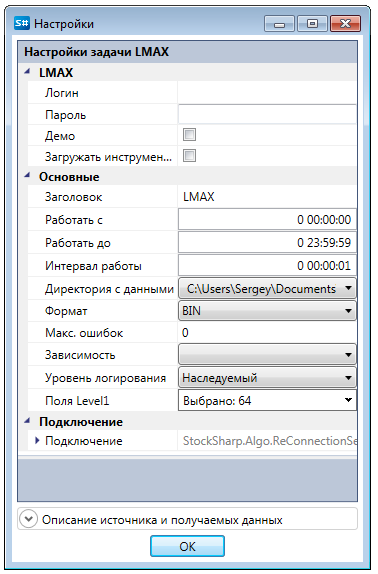 S# Настройки
Настройки задачи LMAX
LMAX
Логин
Пароль
Демо
Загружать инструмен...
Основные
Заголовок LMAX
Работать с 0 00:00:00
Работать до 0 23:59:59
Интервал работы 0 00:00:01
Директория с данными C:\Users\Sergey\Documents
Формат BIN
Макс. ошибок 0
Зависимость
Уровень логирования Наследуемый
Поля Level1 Выбрано: 64
Подключение
Подключение StockSharp.Algo.ReConnectionSe
Описание источника и получаемых данных
OK